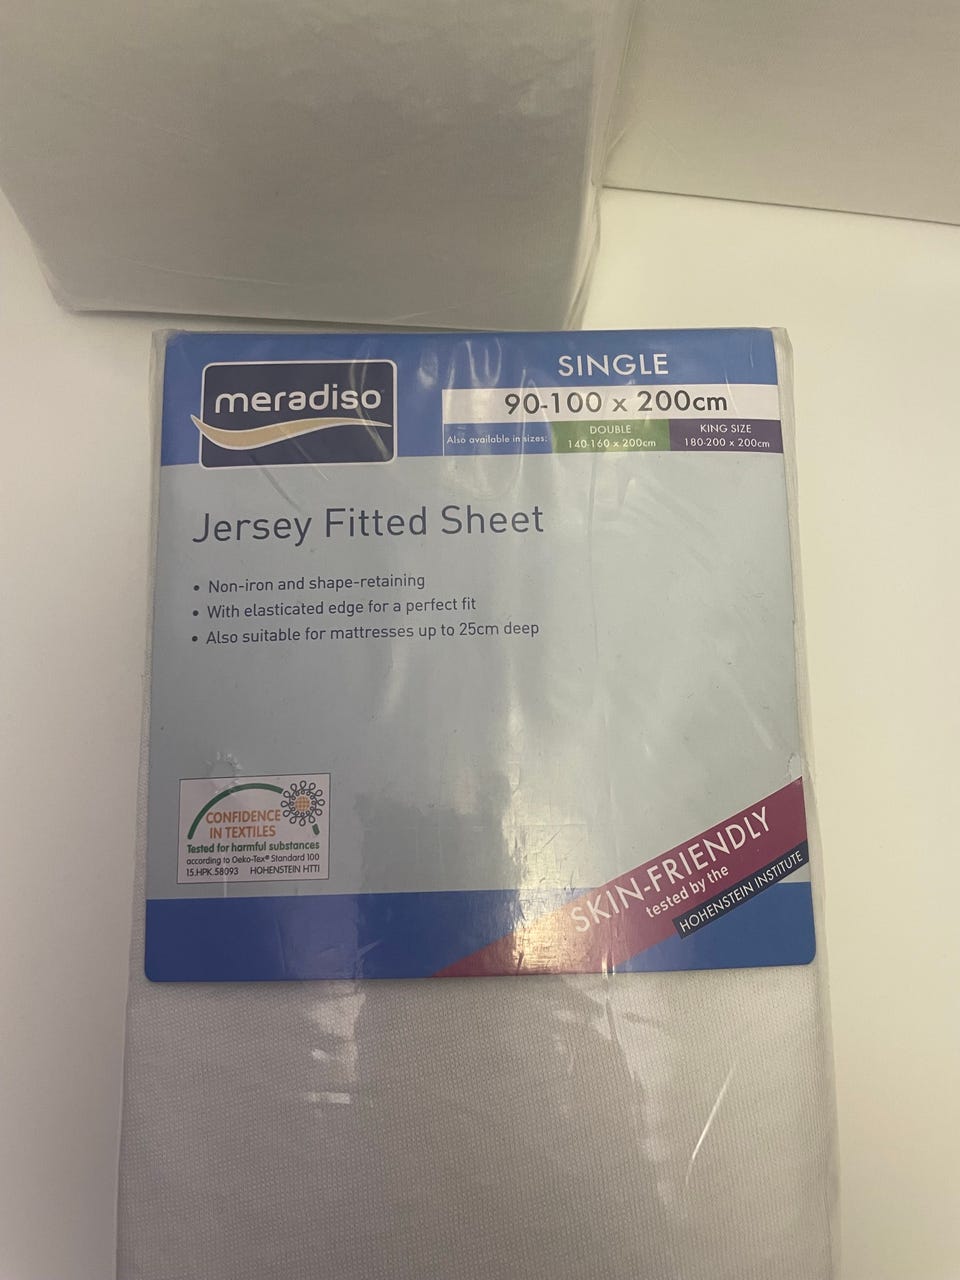 meradiso
SINGLE
90-100 x 200cm
Also available in sizes:
DOUBLE
140-160 x 200cm
KING SIZE
180-200 x 200cm
Jersey Fitted Sheet
• Non-iron and shape-retaining
• With elasticated edge for a perfect fit
• Also suitable for mattresses up to 25cm deep
CONFIDENCE
IN TEXTILES
Tested for harmful substances
according to Oeko-Tex® Standard 100
15.HPK.58093 HOHENSTEIN HTTI
SKIN-FRIENDLY
tested by the
HOHENSTEIN INSTITUTE